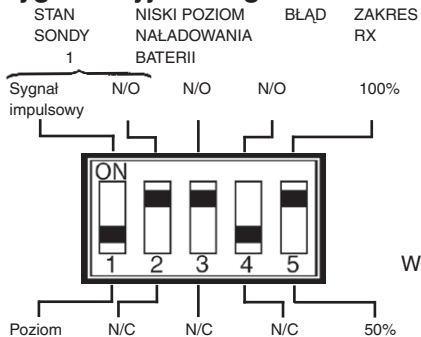 STAN NISKI POZIOM BŁĄD ZAKRES
SONDY NAŁADOWANIA RX
1 BATERII
Sygnał N/O N/O N/O 100%
impulsowy
ON
1 2 3 4 5
W
Poziom N/C N/C N/C 50%